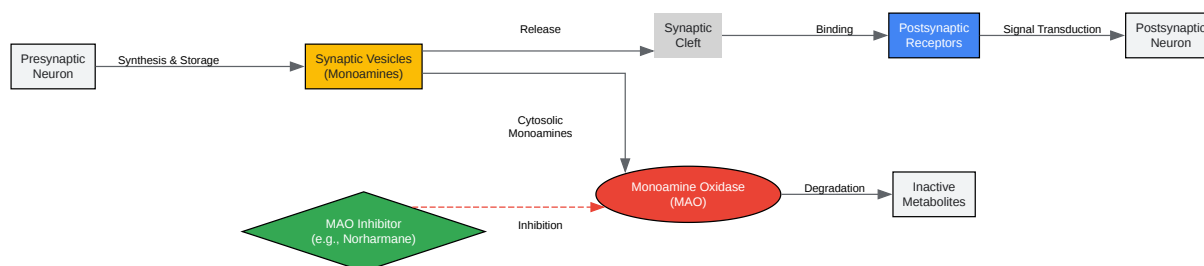 Presynaptic
Neuron
Synthesis & Storage
Synaptic Vesicles
(Monoamines)
Release
Synaptic
Cleft
Binding
Postsynaptic
Receptors
Signal Transduction
Postsynaptic
Neuron
Cytosolic
Monoamines
Monoamine Oxidase
(MAO)
Degradation
Inactive
Metabolites
MAO Inhibitor
(e.g., Norharmane)
Inhibition